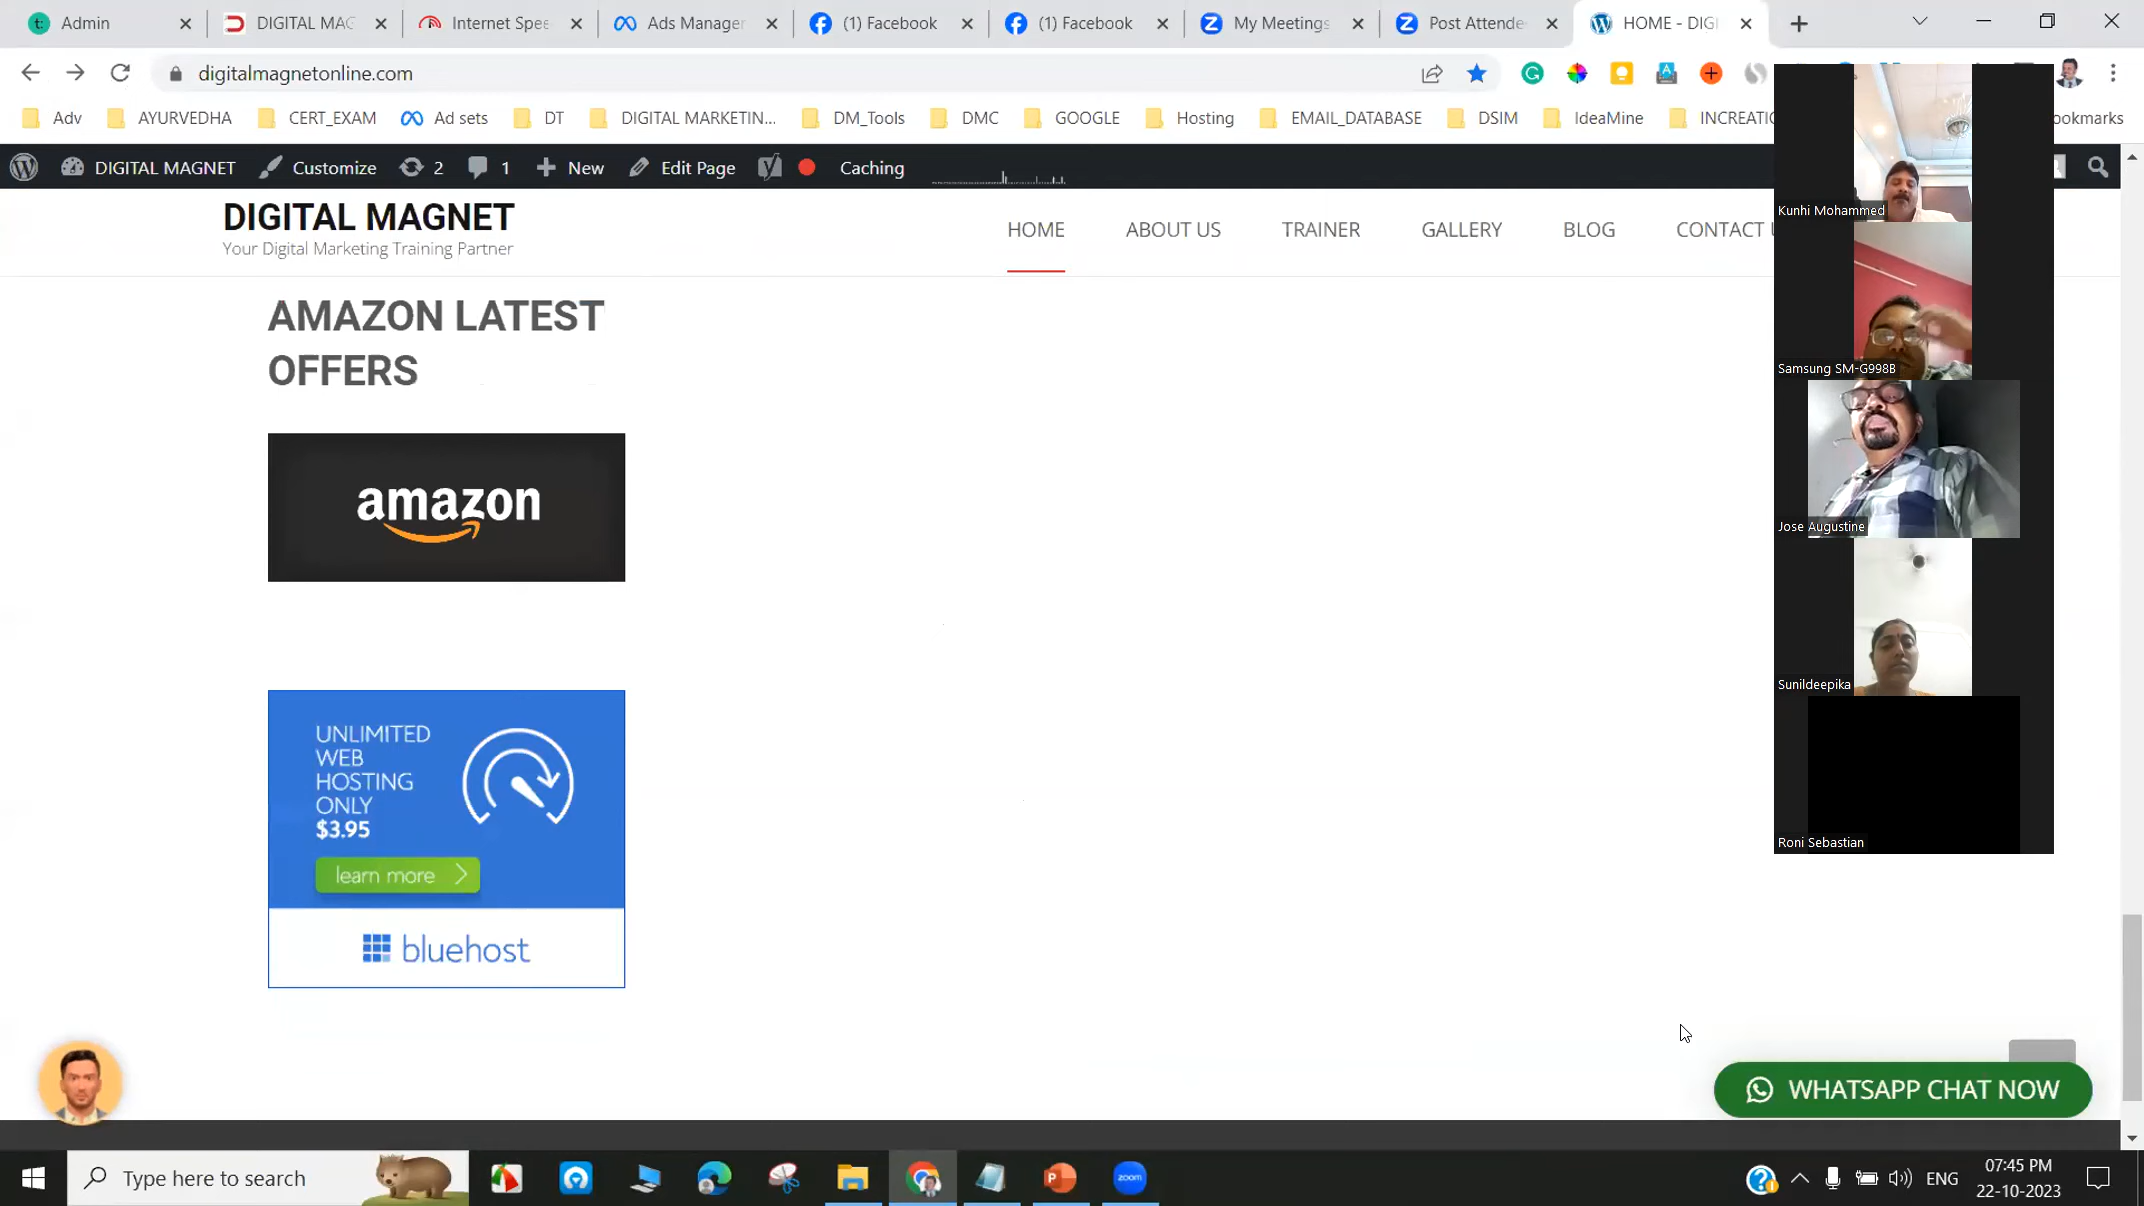 Admin
DIGITAL MAG
Internet Spee
Ads Manager
(1) Facebook
(1) Facebook
My Meetings
Post Attende
HOME - DIGI
digitalmagnetonline.com
Adv
AYURVEDHA
CERT_EXAM
Ad sets
DT
DIGITAL MARKETIN...
DM_Tools
DMC
GOOGLE
Hosting
EMAIL_DATABASE
DSIM
IdeaMine
INCREATIO
ookmarks
DIGITAL MAGNET
Customize
2
1
New
Edit Page
Caching
DIGITAL MAGNET
Your Digital Marketing Training Partner
HOME
ABOUT US
TRAINER
GALLERY
BLOG
CONTACT U
AMAZON LATEST
OFFERS
amazon
UNLIMITED
WEB
HOSTING
ONLY
$3.95
learn more
bluehost
Kunhi Mohammed
Samsung SM-G998B
Jose Augustine
Sunildeepika
Roni Sebastian
WHATSAPP CHAT NOW
Type here to search
zoom
ENG
07:45 PM
22-10-2023